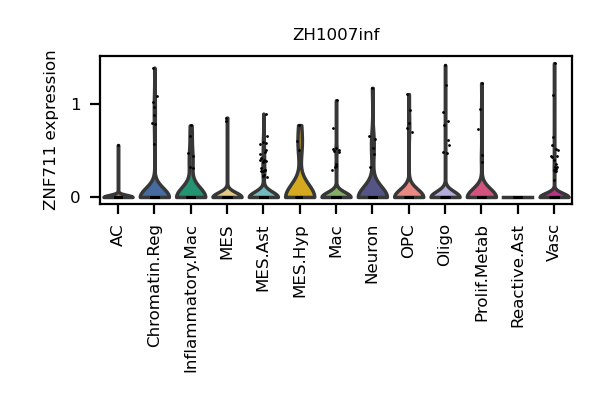 ZH1007inf
ZNF711 expression
1
0
AC
Chromatin.Reg
Inflammatory.Mac
MES
MES.Ast
MES.Hyp
Mac
Neuron
OPC
Oligo
Prolif.Metab
Reactive.Ast
Vasc